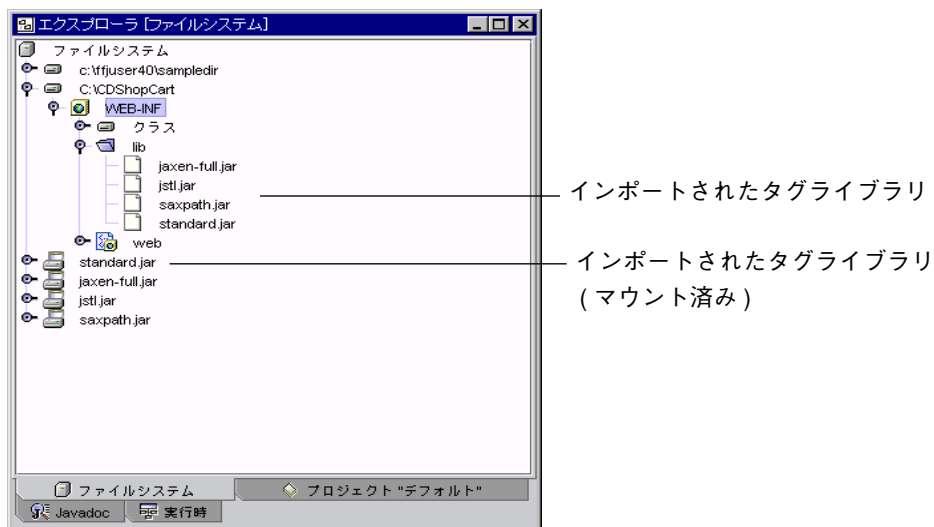 エクスプローラ [ファイルシステム]
ファイルシステム
c:\ffjuser40\sampledir
C:\CDShopCart
WEB-INF
クラス
lib
jaxen-full.jar
jstl.jar
saxpath.jar
standard.jar
web
standard.jar
jaxen-full.jar
jstl.jar
saxpath.jar
インポートされたタグライブラリ
インポートされたタグライブラリ
( マウント済み )
ファイルシステム
プロジェクト "デフォルト"
Javadoc
実行時